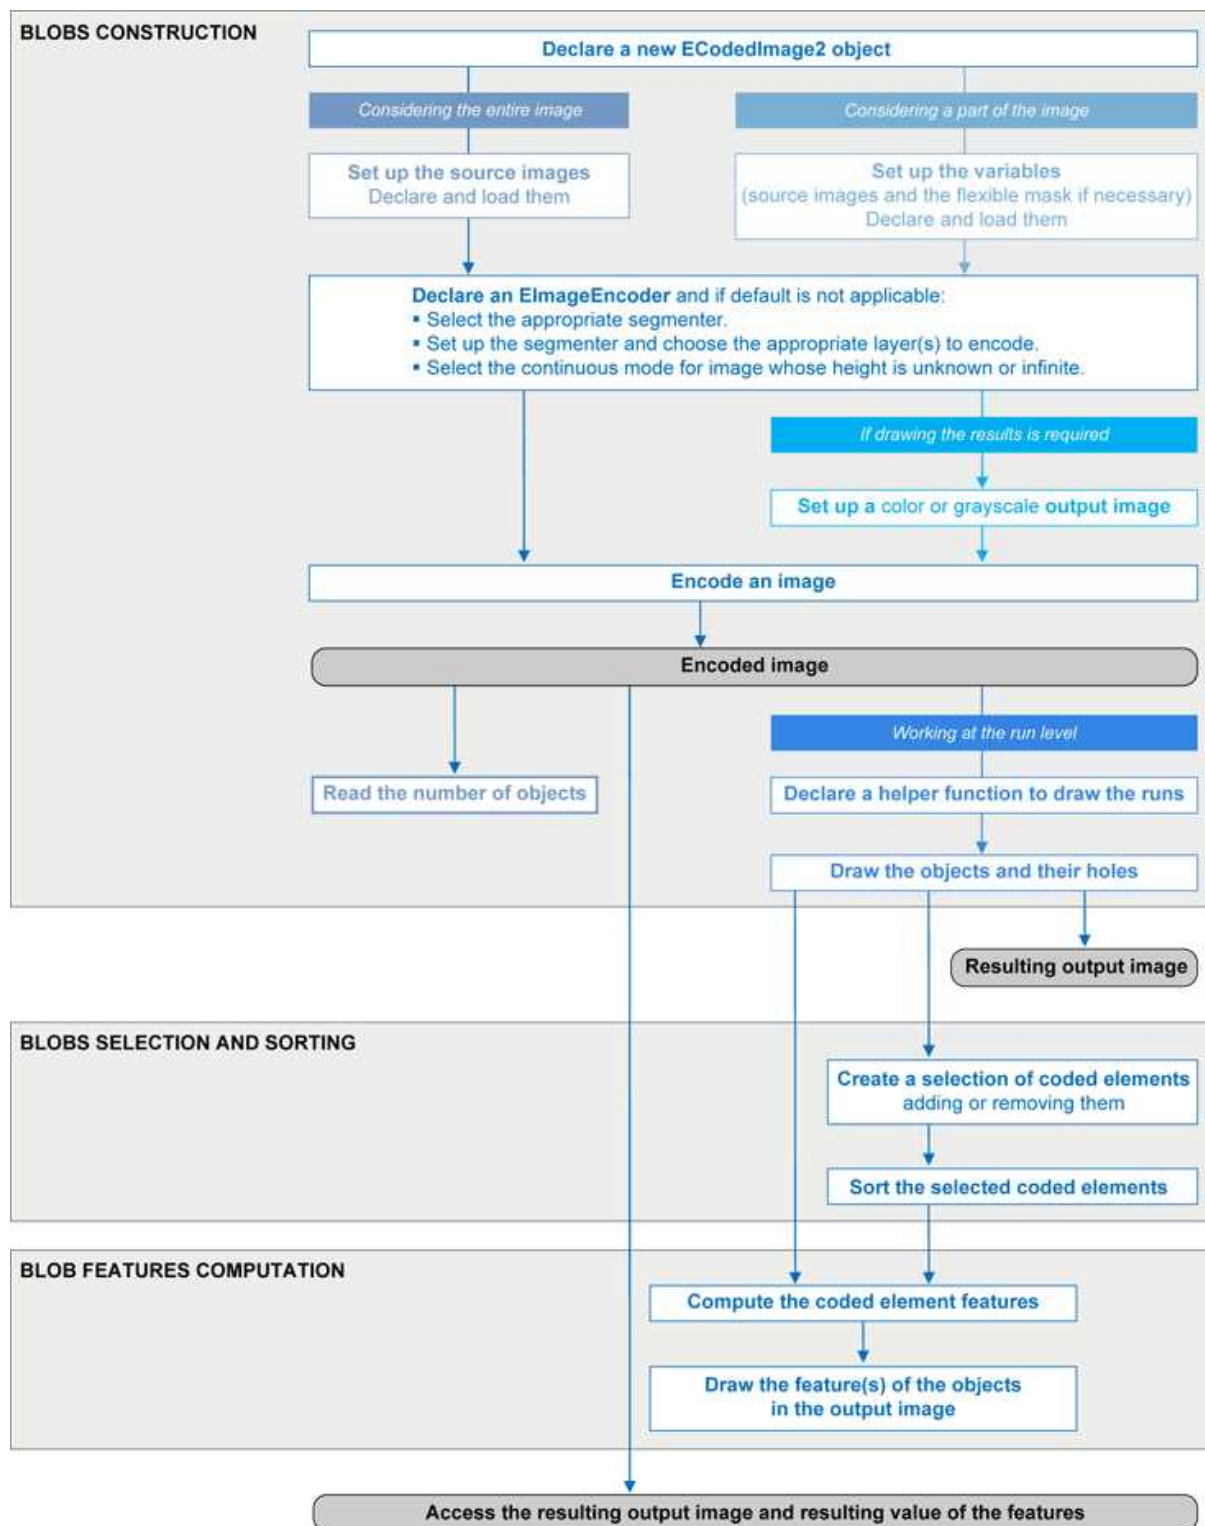 BLOBS CONSTRUCTION
Declare a new ECodedImage2 object
Considering the entire image
Considering a part of the image
Set up the source images
Declare and load them
Set up the variables
(source images and the flexible mask if necessary)
Declare and load them
Declare an EImageEncoder and if default is not applicable:
▪ Select the appropriate segmenter.
▪ Set up the segmenter and choose the appropriate layer(s) to encode.
▪ Select the continuous mode for image whose height is unknown or infinite.
If drawing the results is required
Set up a color or grayscale output image
Encode an image
Encoded image
Working at the run level
Read the number of objects
Declare a helper function to draw the runs
Draw the objects and their holes
Resulting output image
BLOBS SELECTION AND SORTING
Create a selection of coded elements
adding or removing them
Sort the selected coded elements
BLOB FEATURES COMPUTATION
Compute the coded element features
Draw the feature(s) of the objects
in the output image
Access the resulting output image and resulting value of the features